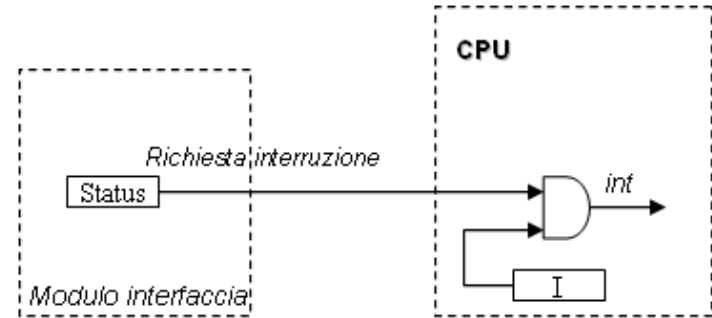 CPU
Richiesta interruzione
Status
int
I
Modulo interfaccia